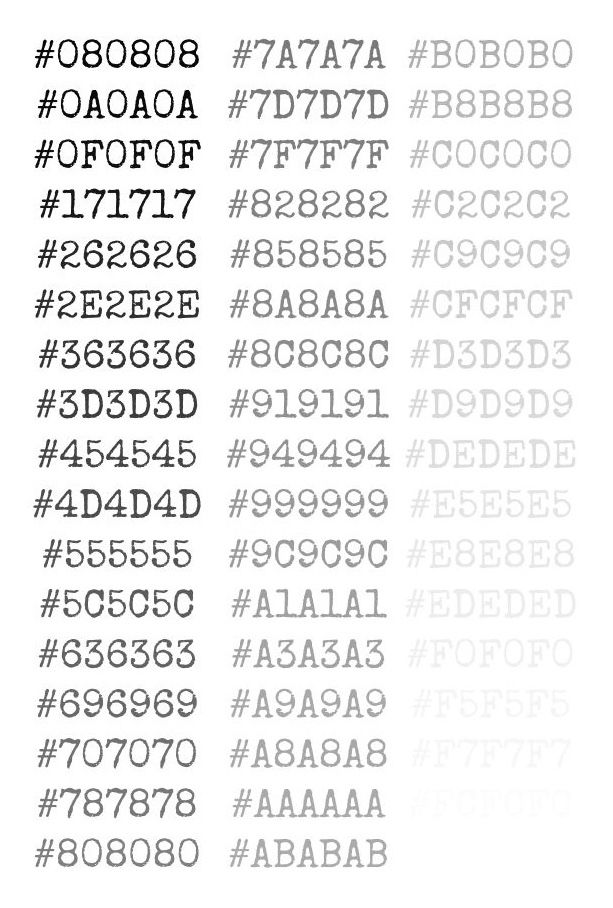 #080808 #7A7A7A #B0B0B0
#0A0A0A #7D7D7D #B8B8B8
#0F0F0F #7F7F7F #C0C0C0
#171717 #828282 #C2C2C2
#262626 #858585 #C9C9C9
#2E2E2E #8A8A8A #CFCFCF
#363636 #8C8C8C #D3D3D3
#3D3D3D #919191 #D9D9D9
#454545 #949494 #DEDEDE
#4D4D4D #999999 #E5E5E5
#555555 #9C9C9C #E8E8E8
#5C5C5C #A1A1A1 #EDEDED
#636363 #A3A3A3 #F0F0F0
#696969 #A9A9A9 #F5F5F5
#707070 #A8A8A8 #F7F7F7
#787878 #AAAAAA #FCFCFC
#808080 #ABABAB